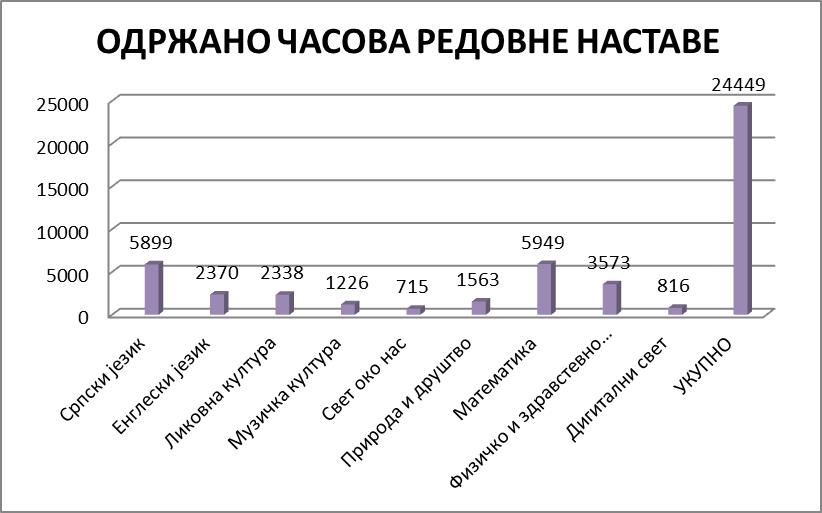 ОДРЖАНО ЧАСОВА РЕДОВНЕ НАСТАВЕ
25000
20000
15000
10000
5000
0
5899
2370
2338
1226
715
1563
5949
3573
816
24449
Српски језик
Енглески језик
Ликовна култура
Музичка култура
Свет око нас
Природа и друштво
Математика
Физичко и здравствено...
Дигитални свет
УКУПНО